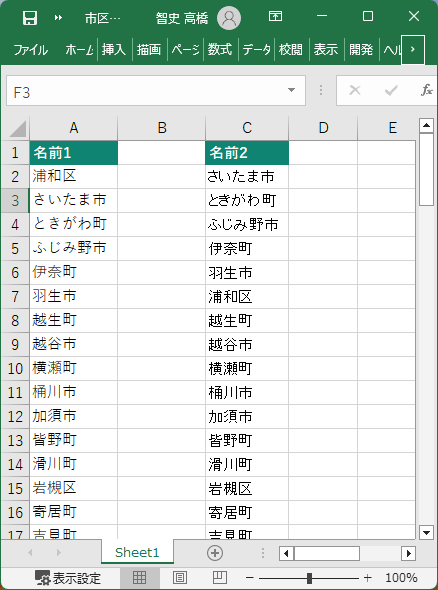 市区… 智史 高橋
ファイル ホーム 挿入 描画 ページ 数式 データ 校閲 表示 開発 ヘル
F3 fx
A B C D E
1 名前1 名前2
2 浦和区 さいたま市
3 さいたま市 ときがわ町
4 ときがわ町 ふじみ野市
5 ふじみ野市 伊奈町
6 伊奈町 羽生市
7 羽生市 浦和区
8 越生町 越生町
9 越谷市 越谷市
10 横瀬町 横瀬町
11 桶川市 桶川市
12 加須市 加須市
13 皆野町 皆野町
14 滑川町 滑川町
15 岩槻区 岩槻区
16 寄居町 寄居町
17 吉見町 吉見町
Sheet1
表示設定 100%